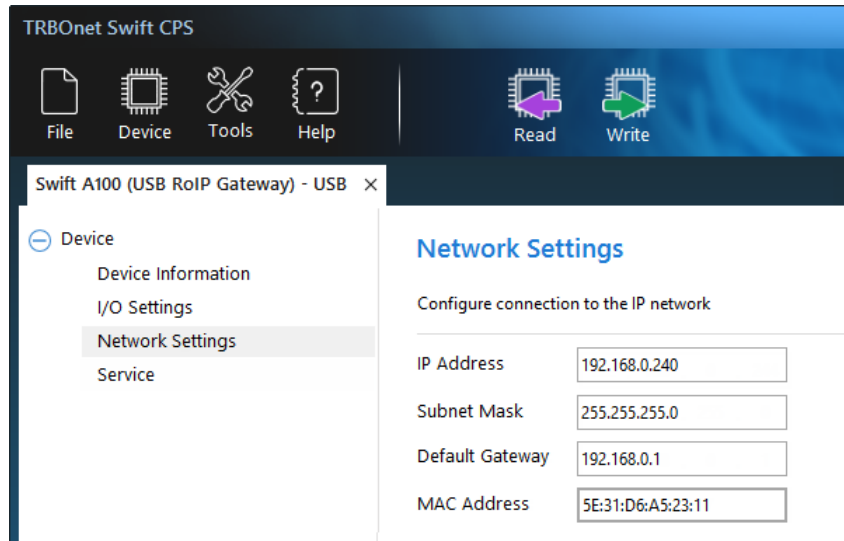 TRBOnet Swift CPS
File Device Tools Help Read Write
Swift A100 (USB RoIP Gateway) - USB ×
Device
Device Information
I/O Settings
Network Settings
Service
Network Settings
Configure connection to the IP network
IP Address 192.168.0.240
Subnet Mask 255.255.255.0
Default Gateway 192.168.0.1
MAC Address 5E:31:D6:A5:23:11